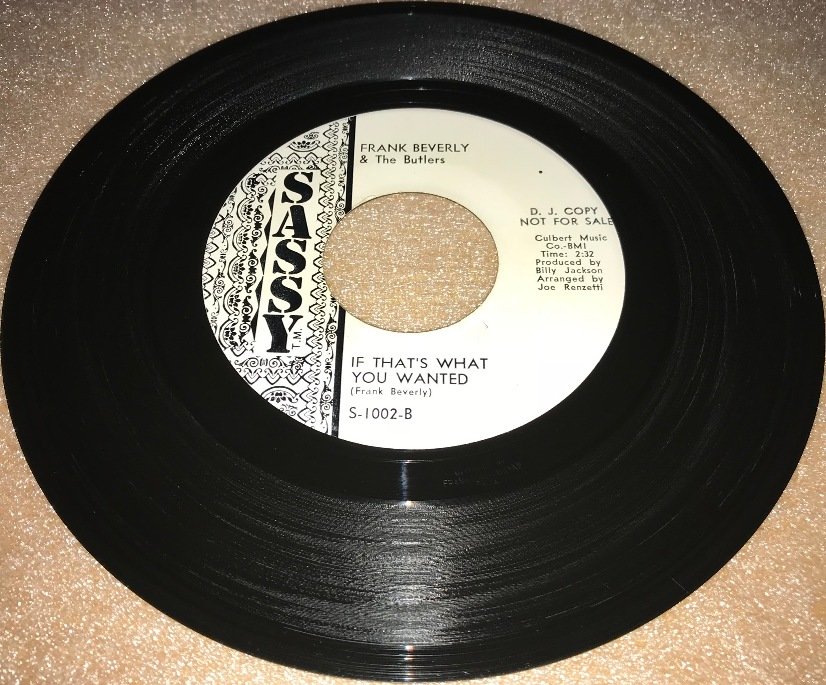 SASSY T.M.
FRANK BEVERLY
& The Butlers
D. J. COPY
NOT FOR SALE
Culbert Music
Co.-BMI
Time: 2:32
Produced by
Billy Jackson
Arranged by
Joe Renzetti
IF THAT'S WHAT
YOU WANTED
(Frank Beverly)
S-1002-B